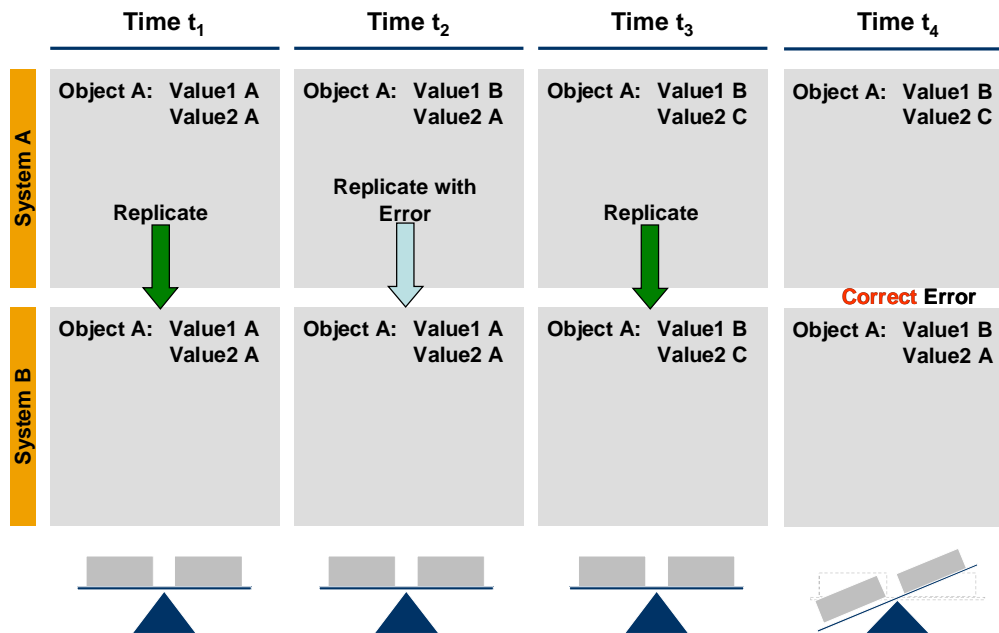 Time t₁
Time t₂
Time t₃
Time t₄
System A
Object A: Value1 A
Value2 A
Replicate
Object A: Value1 B
Value2 A
Replicate with
Error
Object A: Value1 B
Value2 C
Replicate
Object A: Value1 B
Value2 C
Correct Error
System B
Object A: Value1 A
Value2 A
Object A: Value1 A
Value2 A
Object A: Value1 B
Value2 C
Object A: Value1 B
Value2 A